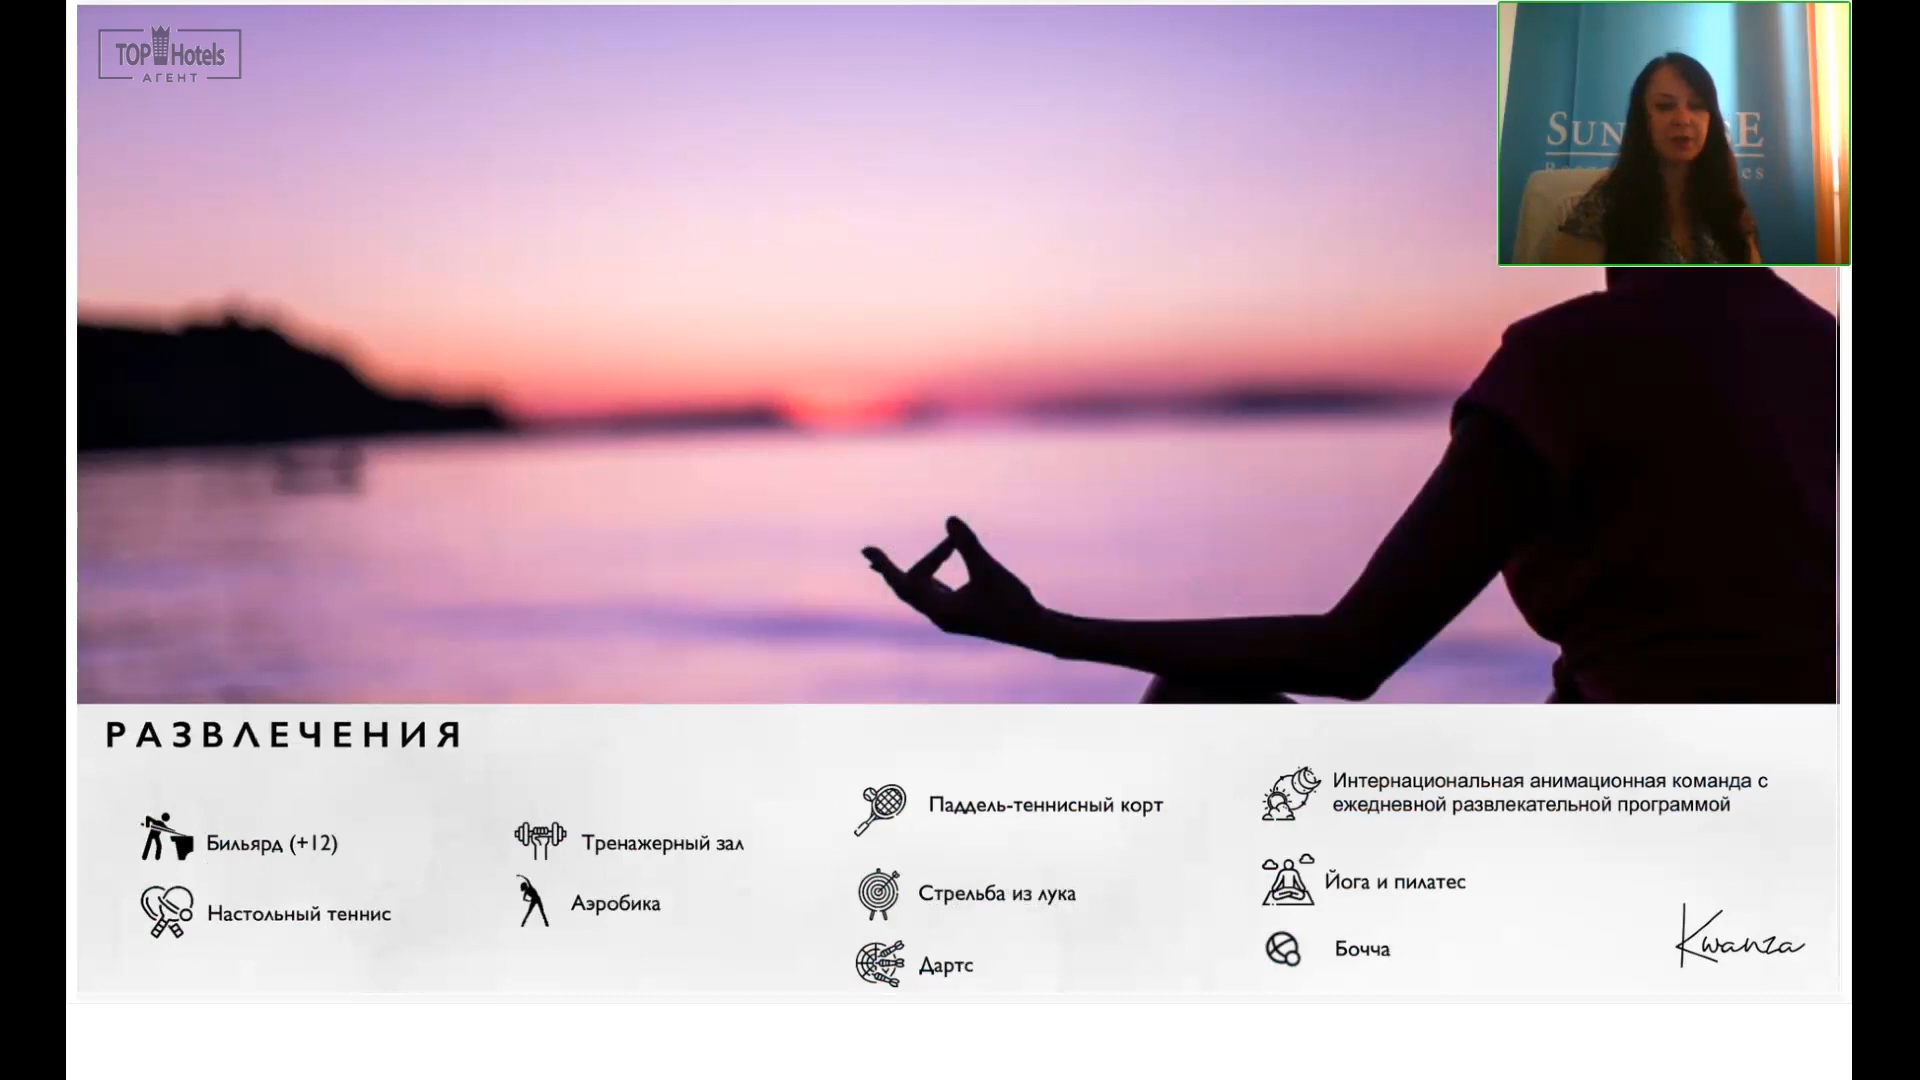 TOP Hotels
АГЕНТ
РАЗВЛЕЧЕНИЯ
Бильярд (+12)
Настольный теннис
Тренажерный зал
Аэробика
Паддель-теннисный корт
Стрельба из лука
Дартс
Интернациональная анимационная команда с
ежедневной развлекательной программой
Йога и пилатес
Бочча
Kwanza